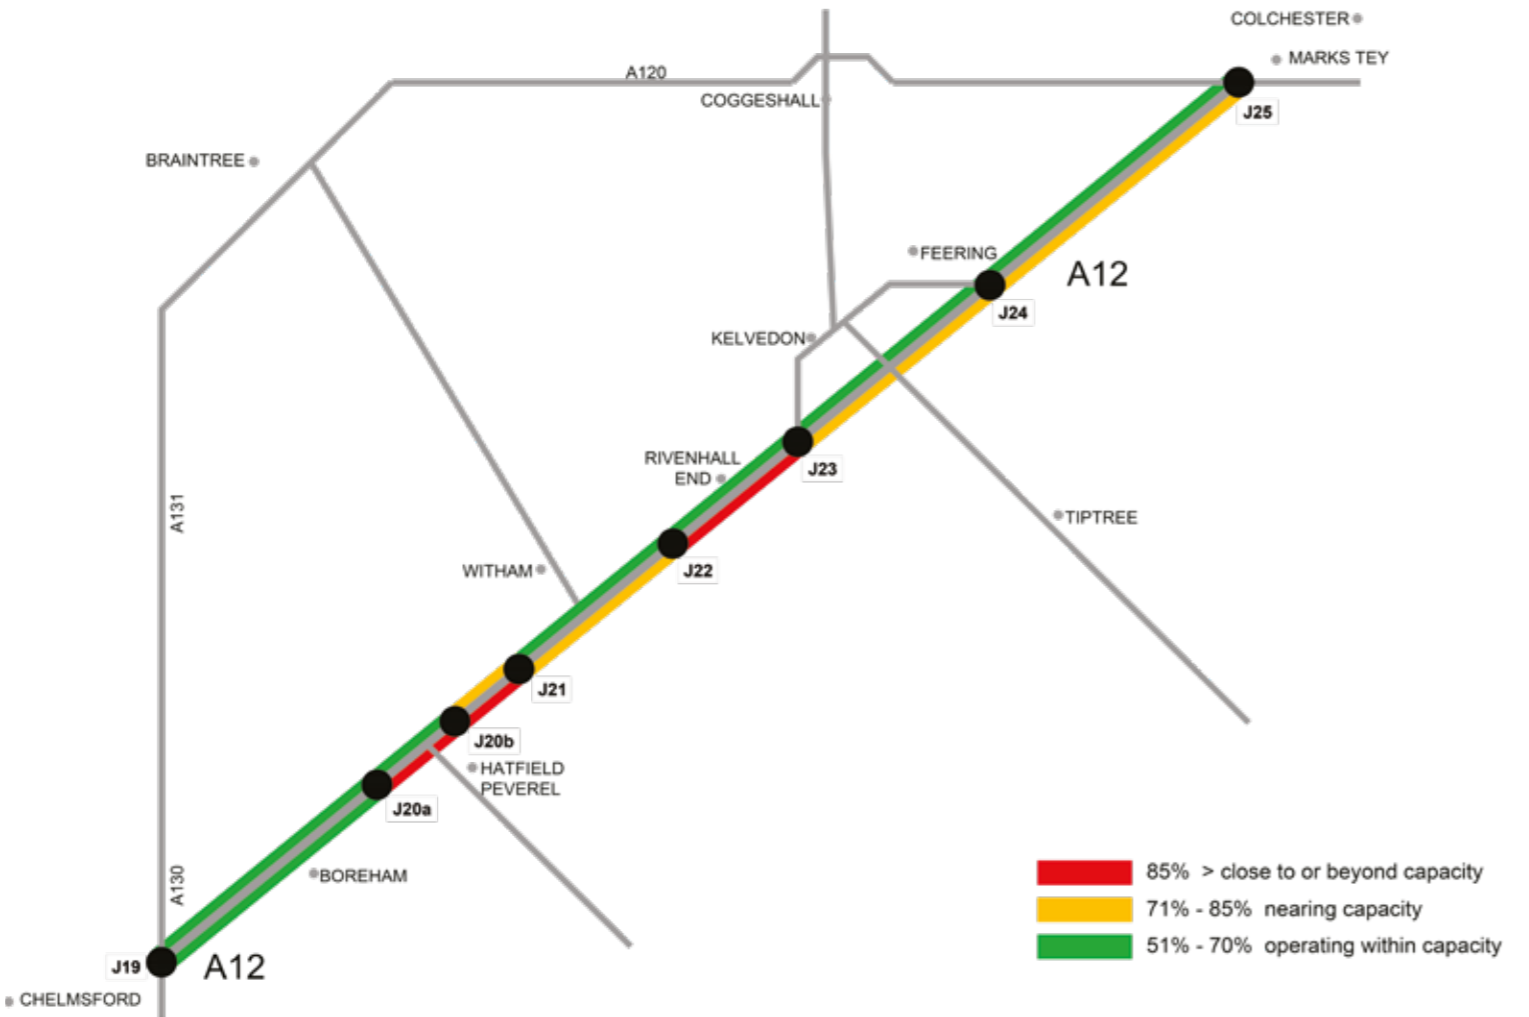 COLCHESTER
MARKS TEY
A120
COGGESHALL
J25
BRAINTREE
FEERING
A12
J24
KELVEDON
RIVENHALL
END
J23
A131
TIPTREE
WITHAM
J22
J21
J20b
HATFIELD
PEVEREL
J20a
BOREHAM
A130
85% > close to or beyond capacity
71% - 85% nearing capacity
51% - 70% operating within capacity
J19
A12
CHELMSFORD